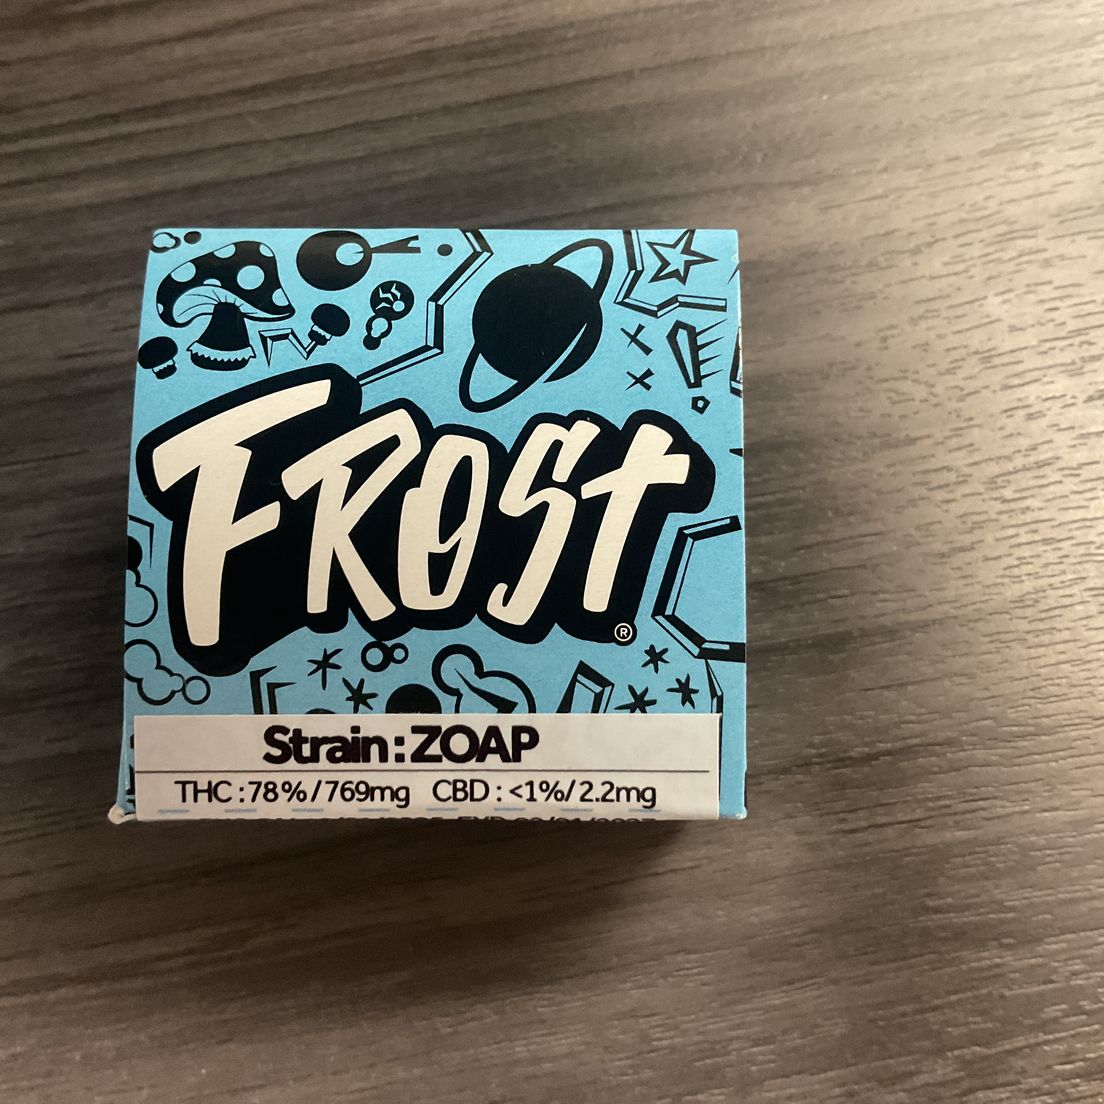 FROSt
®
Strain:ZOAP
THC:78%/769mg CBD:<1%/2.2mg